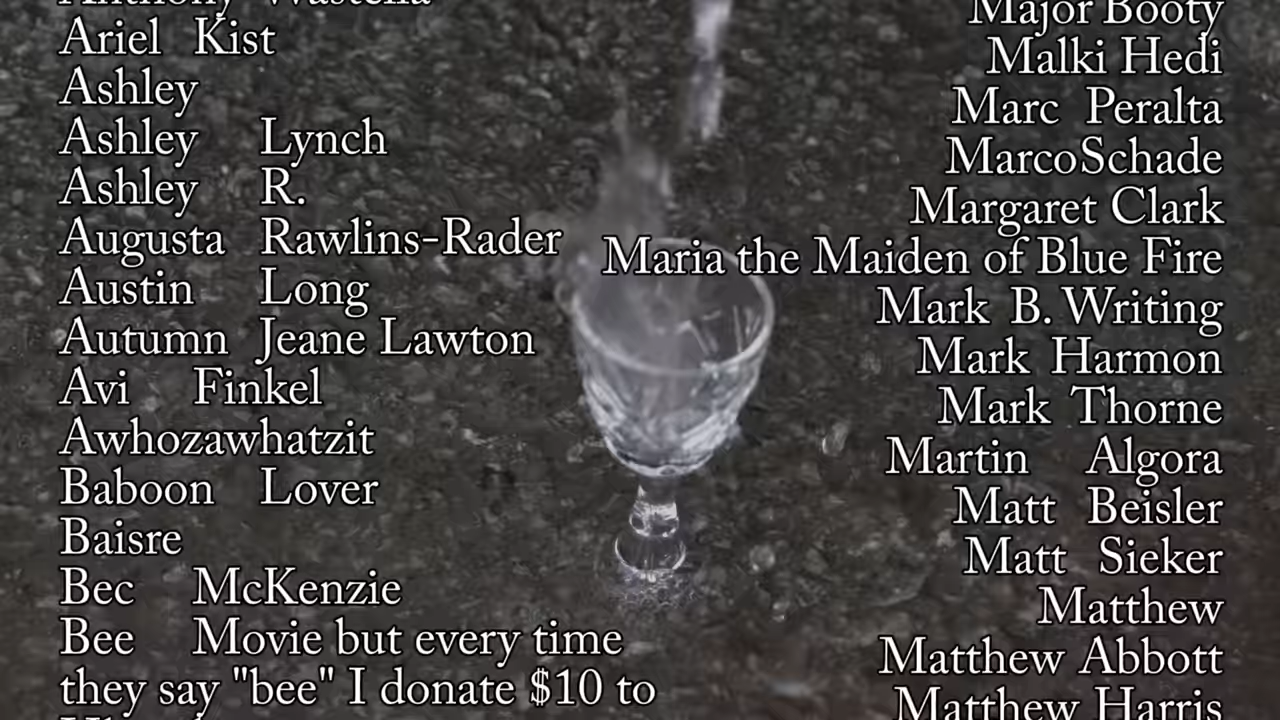 Anthony Wastella
Ariel Kist
Ashley
Ashley Lynch
Ashley R.
Augusta Rawlins-Rader
Austin Long
Autumn Jeane Lawton
Avi Finkel
Awhozawhatzit
Baboon Lover
Baisre
Bec McKenzie
Bee Movie but every time
they say "bee" I donate $10 to
Major Booty
Malki Hedi
Marc Peralta
MarcoSchade
Margaret Clark
Maria the Maiden of Blue Fire
Mark B. Writing
Mark Harmon
Mark Thorne
Martin Algora
Matt Beisler
Matt Sieker
Matthew
Matthew Abbott
Matthew Harris